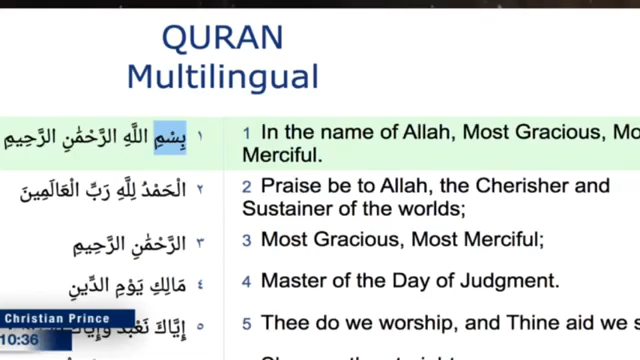 QURAN
Multilingual
١ بِسْمِ اللَّهِ الرَّحْمَٰنِ الرَّحِيمِ
1 In the name of Allah, Most Gracious,
Merciful.
٢ الْحَمْدُ لِلَّهِ رَبِّ الْعَالَمِينَ
2 Praise be to Allah, the Cherisher and
Sustainer of the worlds;
٣ الرَّحْمَٰنِ الرَّحِيمِ
3 Most Gracious, Most Merciful;
٤ مَالِكِ يَوْمِ الدِّينِ
4 Master of the Day of Judgment.
٥ إِيَّاكَ نَعْبُدُ
5 Thee do we worship, and Thine aid we
Christian Prince
10:36